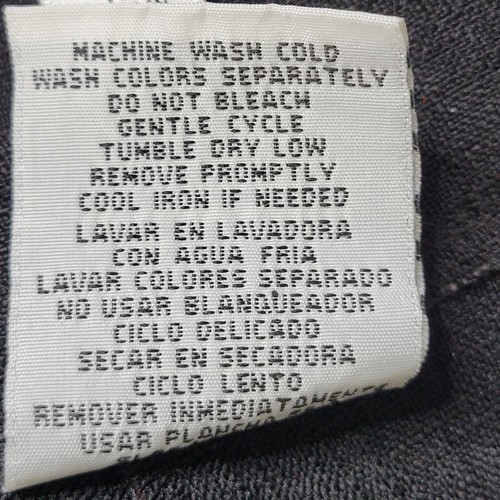 MACHINE WASH COLD
WASH COLORS SEPARATELY
DO NOT BLEACH
GENTLE CYCLE
TUMBLE DRY LOW
REMOVE PROMPTLY
COOL IRON IF NEEDED
LAVAR EN LAVADORA
CON AGUA FRIA
LAVAR COLORES SEPARADO
NO USAR BLANQUEADOR
CICLO DELICADO
SECAR EN SECADORA
CICLO LENTO
REMOVER INMEDIATAMENTE
USAR PLANCHA